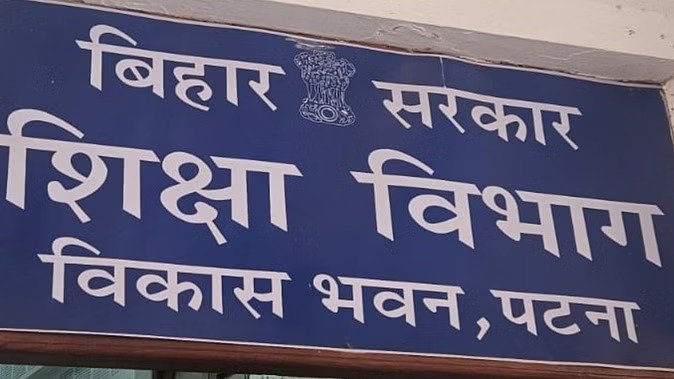 बिहार सरकार
शिक्षा विभाग
विकास भवन, पटना